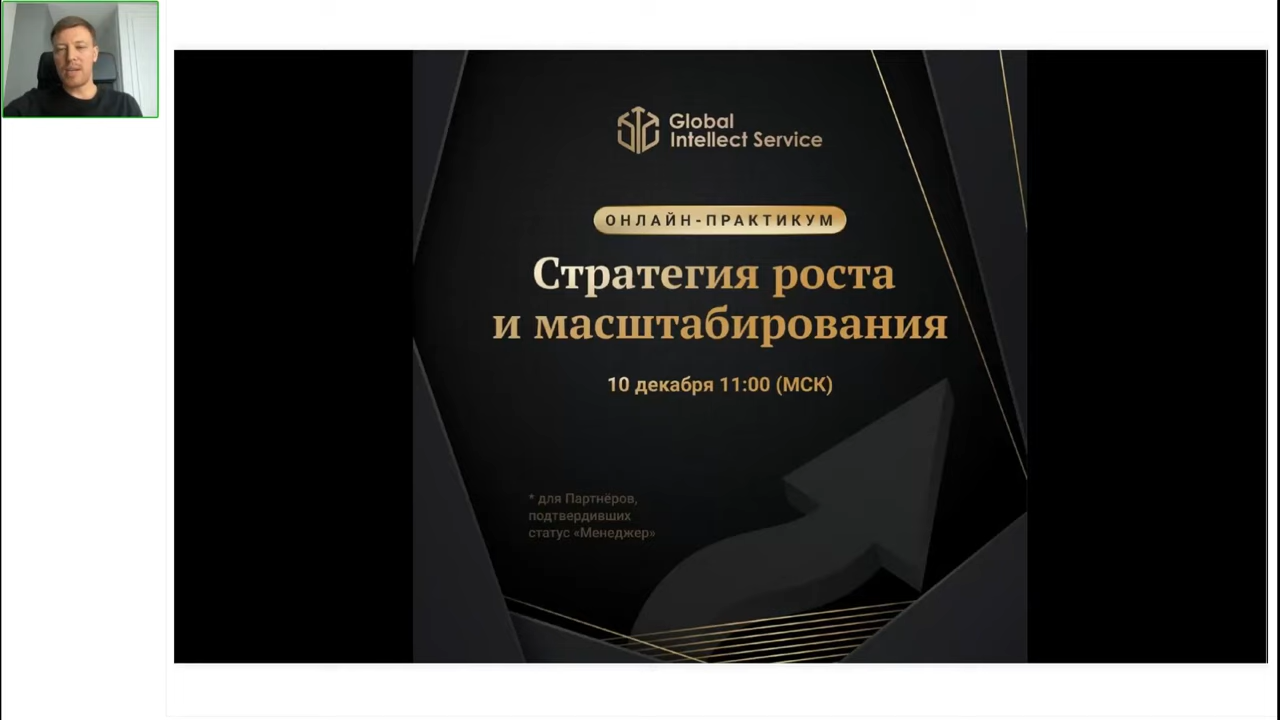 Global
Intellect Service
ОНЛАЙН-ПРАКТИКУМ
Стратегия роста
и масштабирования
10 декабря 11:00 (МСК)
* для Партнёров,
подтвердивших
статус «Менеджер»